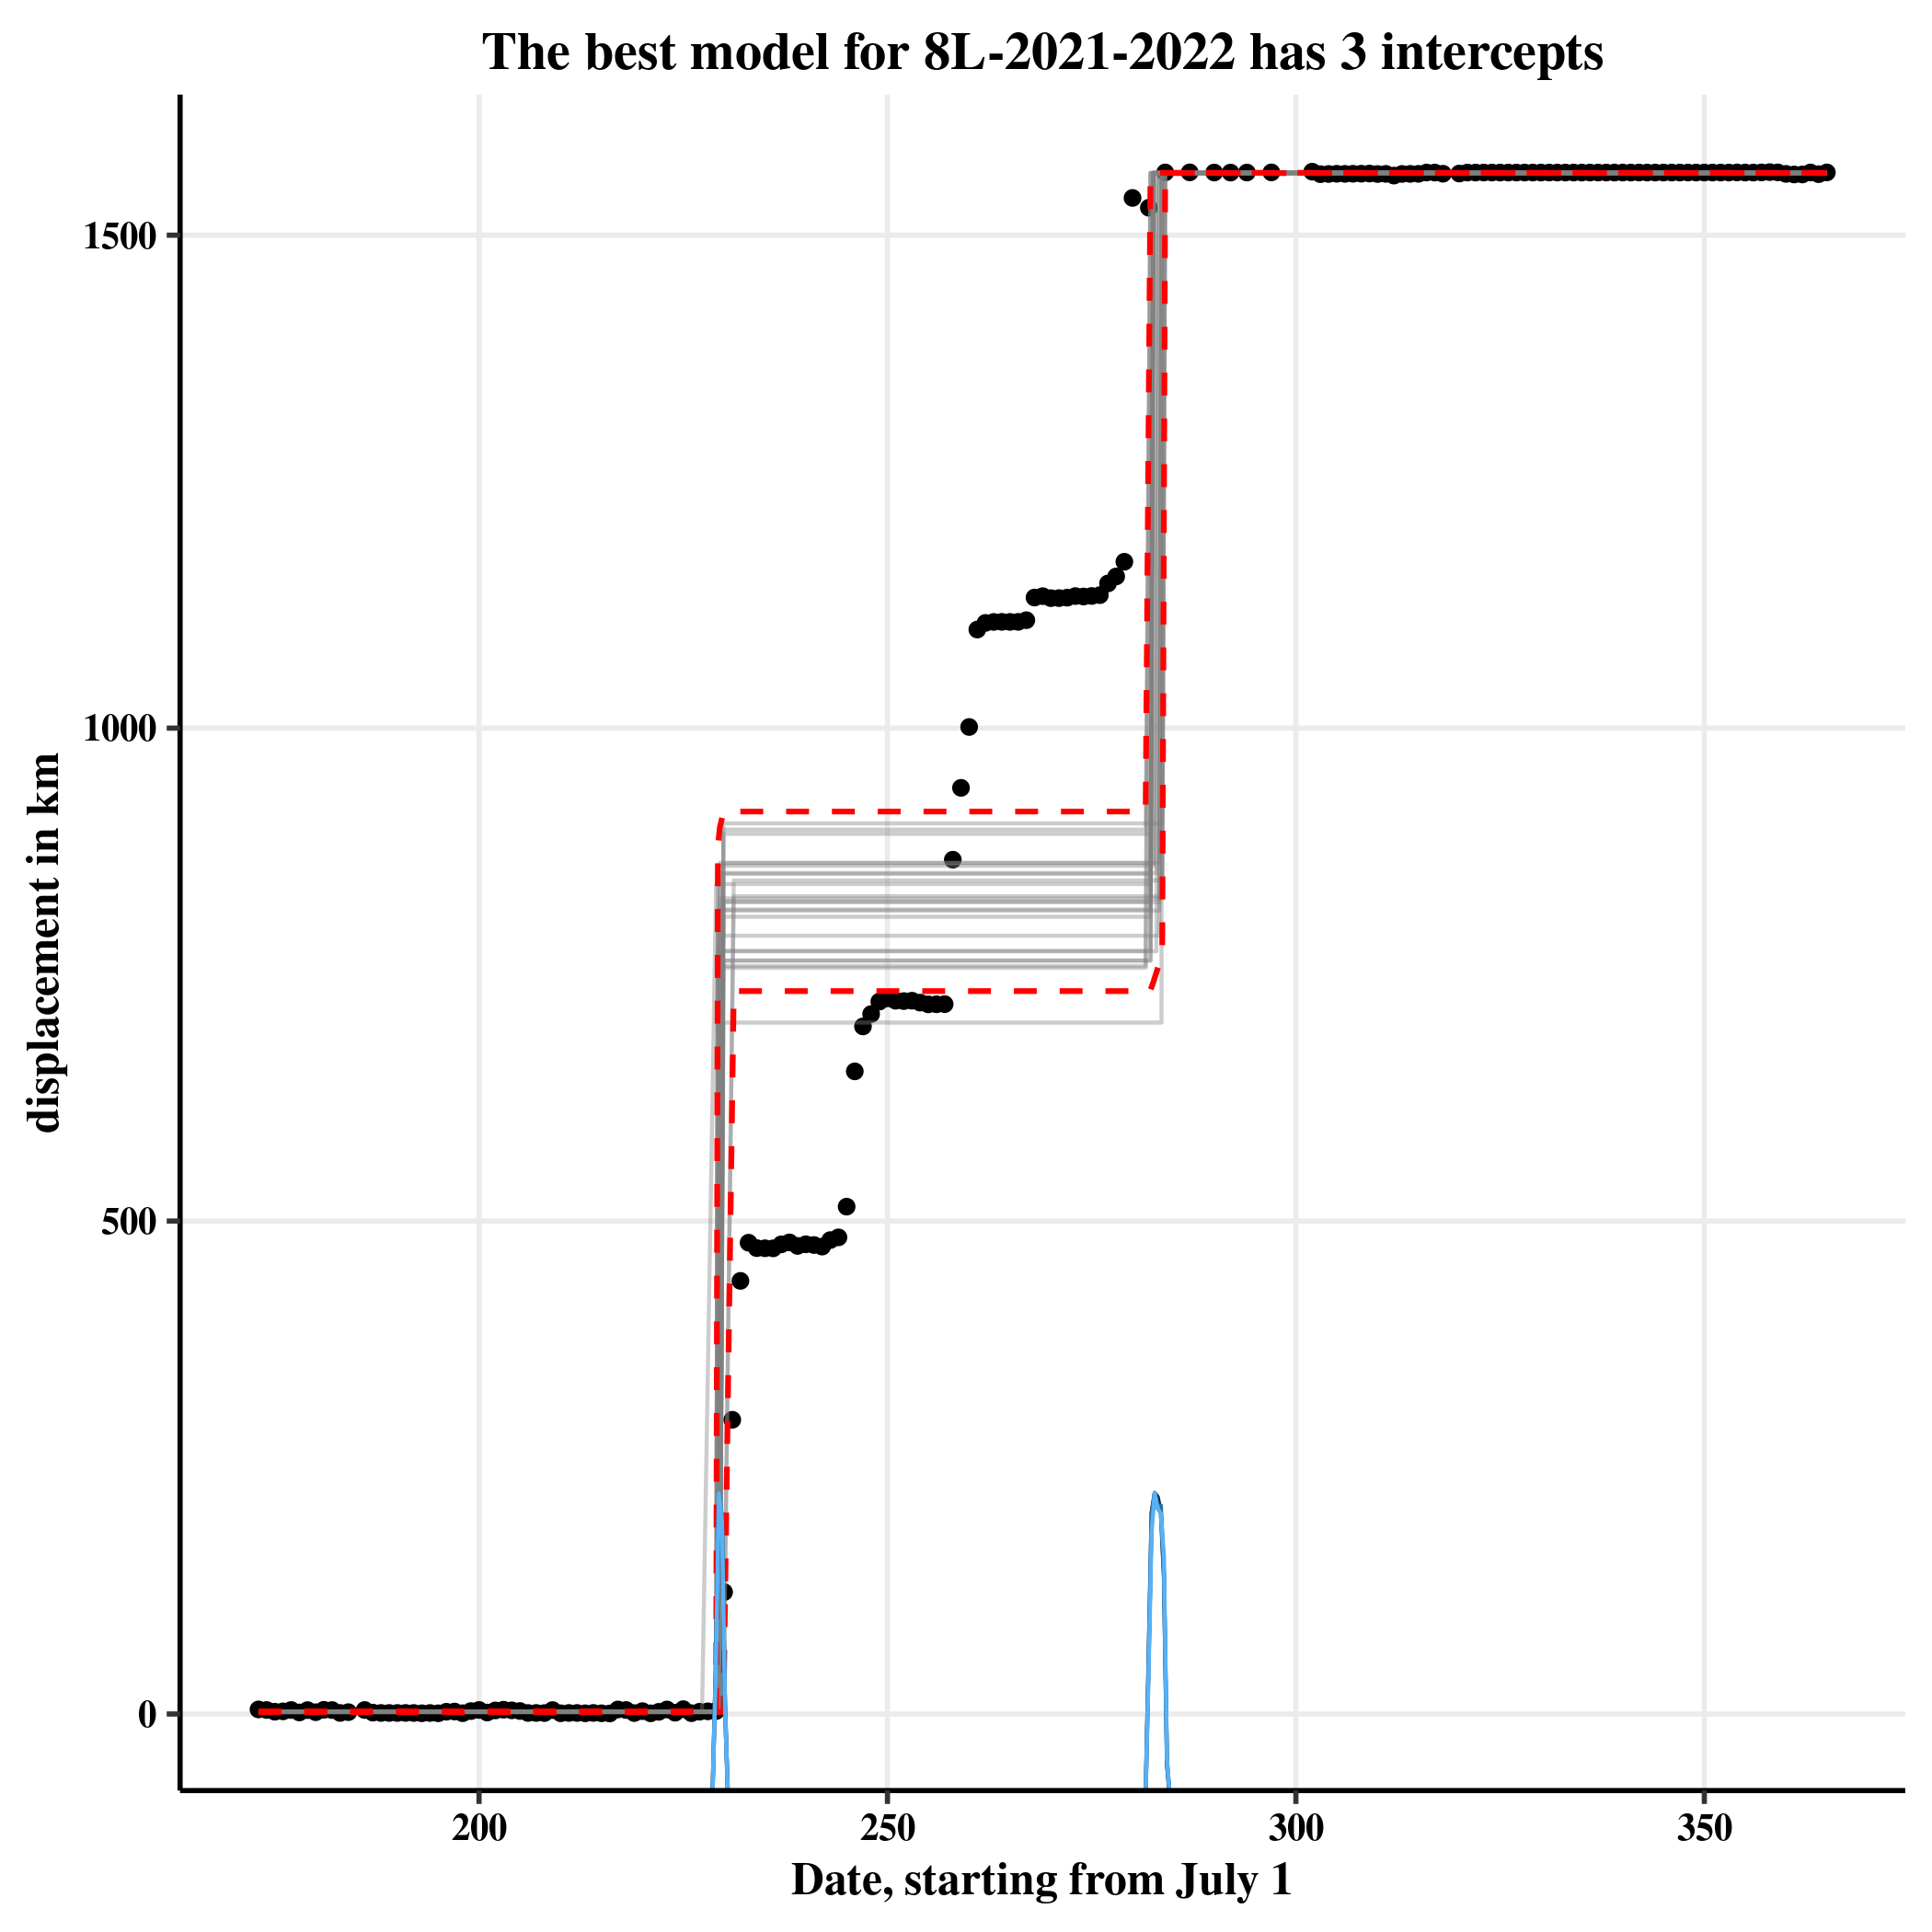 The best model for 8L-2021-2022 has 3 intercepts
1500
1000
500
0
displacement in km
200 250 300 350
Date, starting from July 1